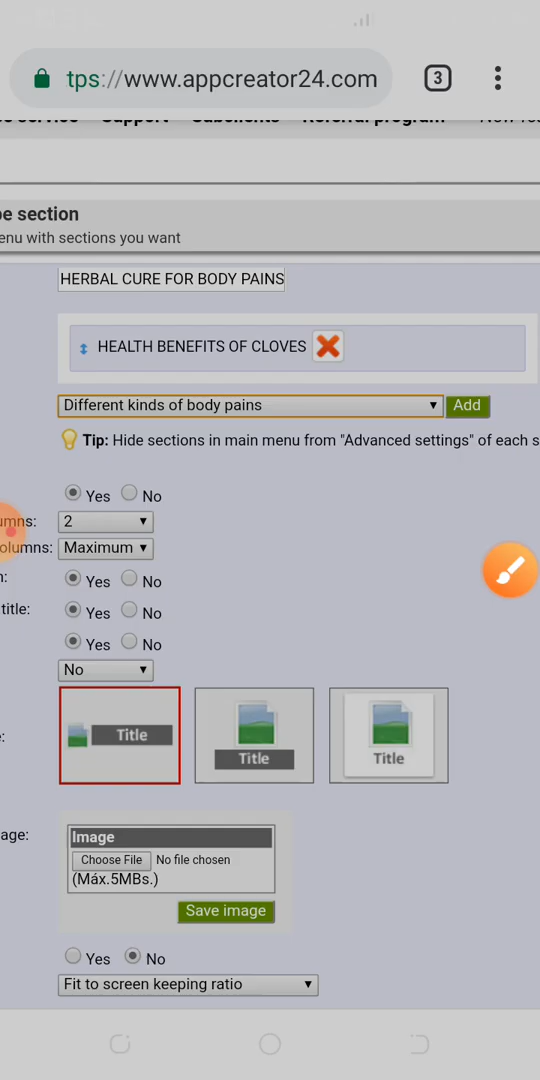 tps://www.appcreator24.com
3
Support
Referral program
pe section
enu with sections you want
HERBAL CURE FOR BODY PAINS
HEALTH BENEFITS OF CLOVES
Different kinds of body pains
Add
Tip: Hide sections in main menu from "Advanced settings" of each s
Yes No
umns: 2
olumns: Maximum
n: Yes No
title: Yes No
Yes No
No
e: Title Title Title
age:
Image
Choose File No file chosen
(Máx.5MBs.)
Save image
Yes No
Fit to screen keeping ratio